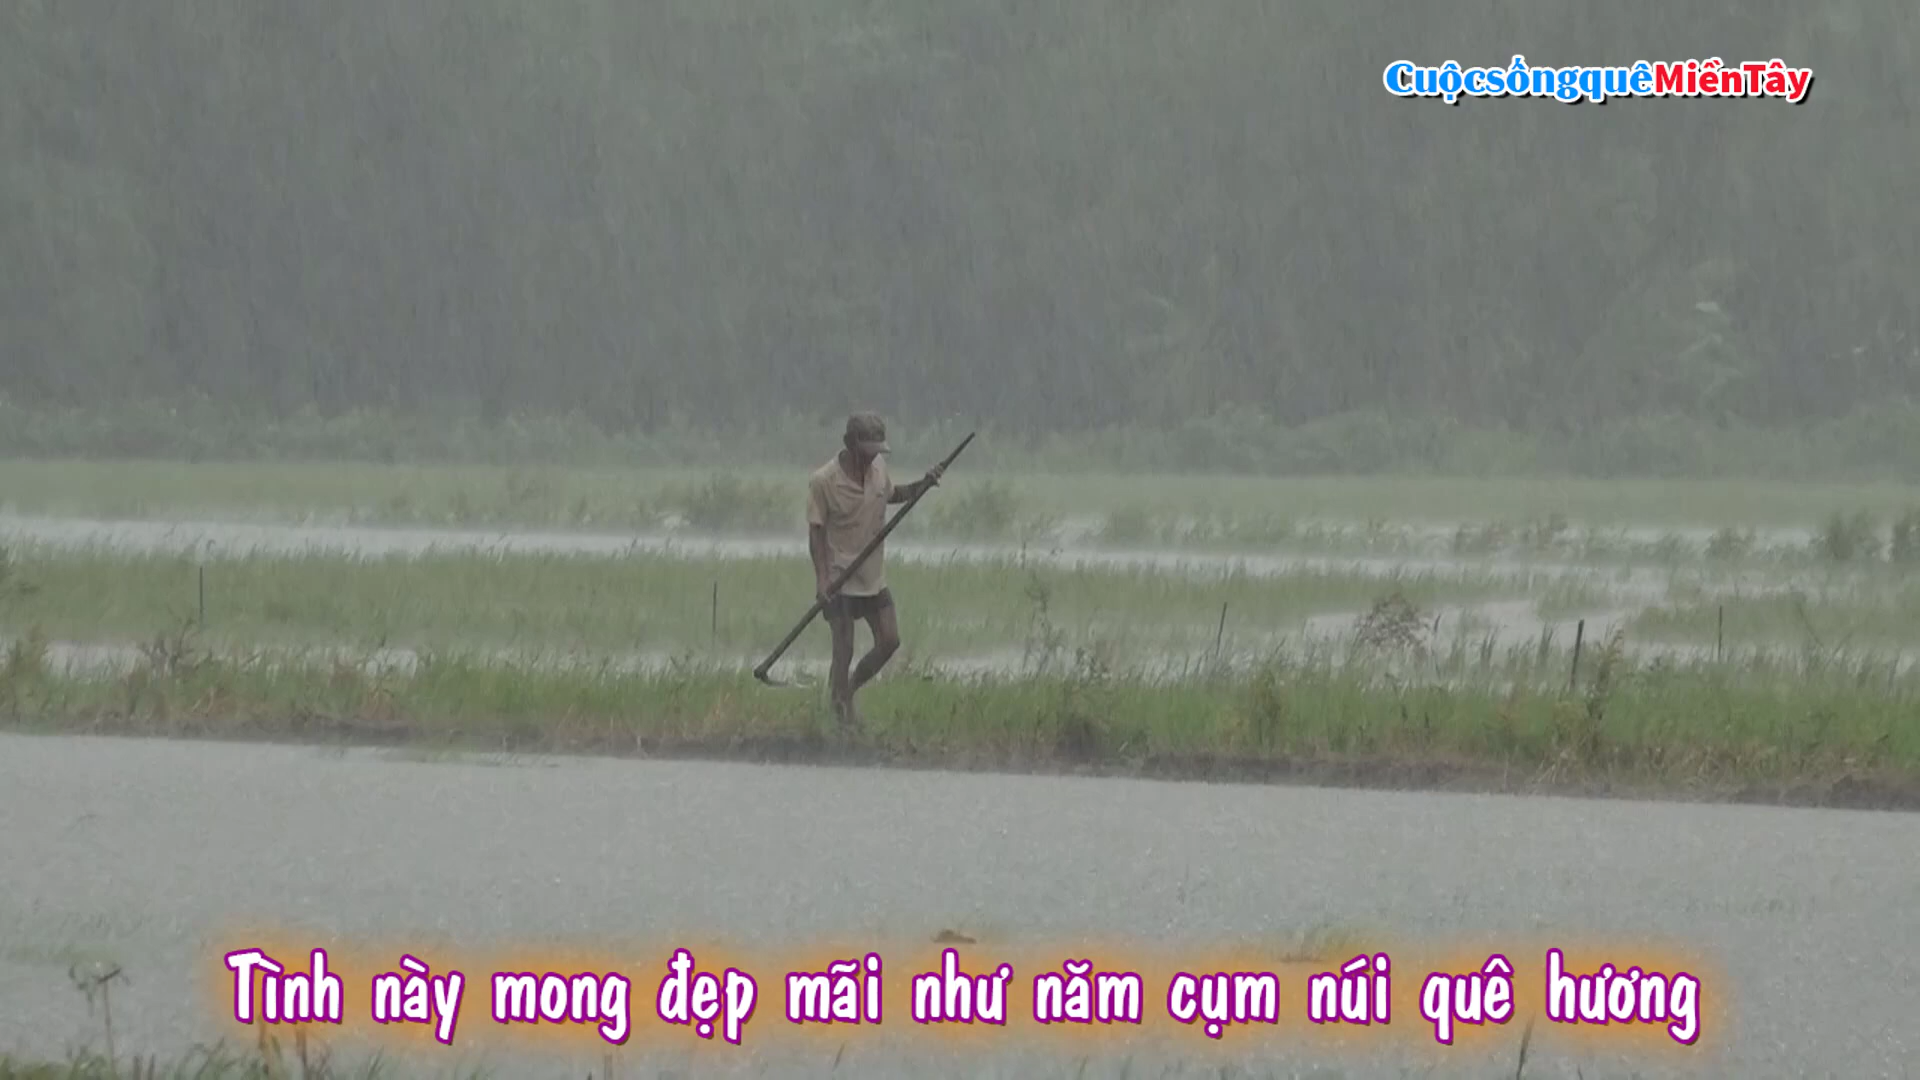 CuộcsốngquêMiềnTây
Tình này mong đẹp mãi như năm cụm núi quê hương